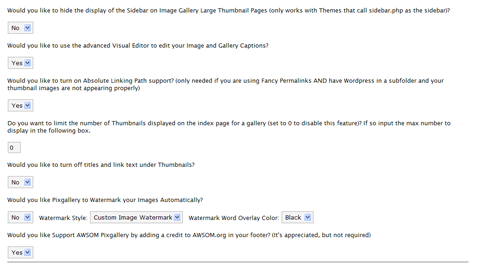 Would you like to hide the display of the Sidebar on Image Gallery Large Thumbnail Pages (only works with Themes that call sidebar.php as the sidebar)?
No
Would you like to use the advanced Visual Editor to edit your Image and Gallery Captions?
Yes
Would you like to turn on Absolute Linking Path support? (only needed if you are using Fancy Permalinks AND have Wordpress in a subfolder and your
thumbnail images are not appearing properly)
Yes
Do you want to limit the number of Thumbnails displayed on the index page for a gallery (set to 0 to disable this feature)? If so input the max number to
display in the following box.
0
Would you like to turn off titles and link text under Thumbnails?
No
Would you like Pixgallery to Watermark your Images Automatically?
No Watermark Style: Custom Image Watermark Watermark Word Overlay Color: Black
Would you like Support AWSOM Pixgallery by adding a credit to AWSOM.org in your footer? (It's appreciated, but not required)
Yes